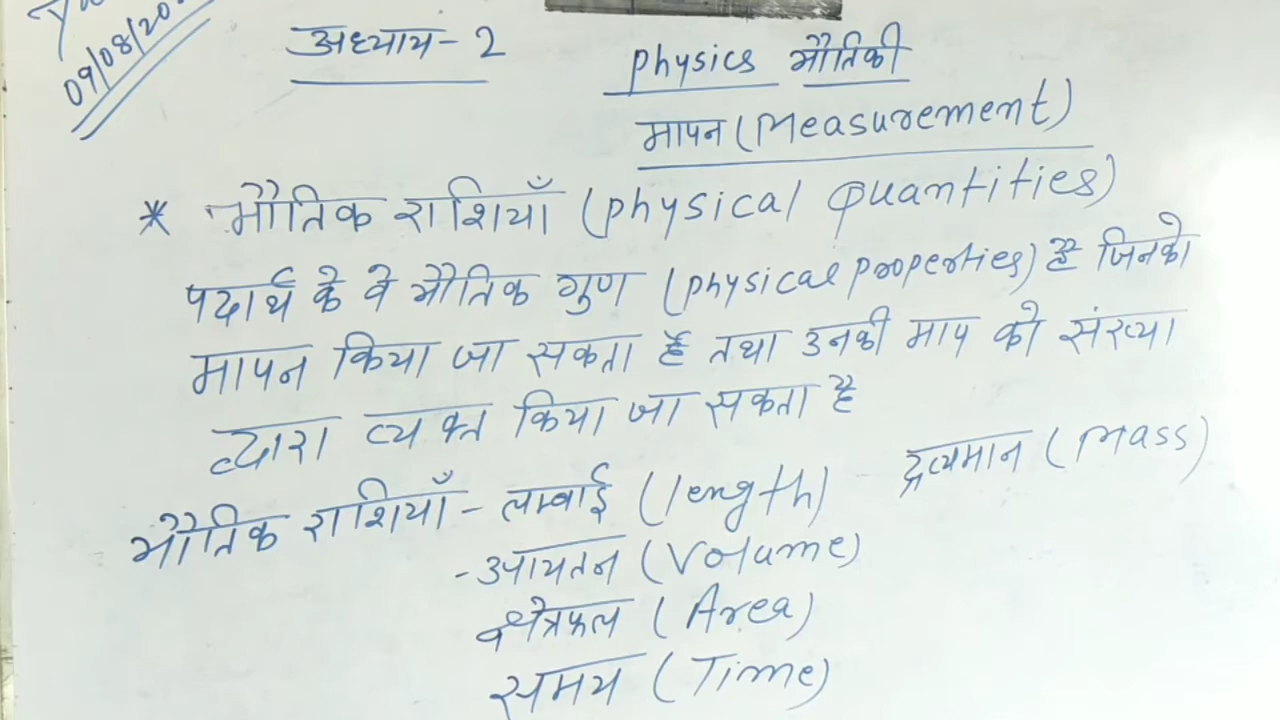 09/08/20
अध्याय - 2
Physics भौतिकी
मापन (Measurement)
* भौतिक राशियाँ (Physical Quantities)
पदार्थ के वे भौतिक गुण (Physical properties) है जिनको
मापन किया जा सकता है तथा उनकी माप को संख्या
द्वारा व्यक्त किया जा सकता है
भौतिक राशियाँ - लम्बाई (length) द्रव्यमान (Mass)
- आयतन (Volume)
क्षेत्रफल (Area)
समय (Time)